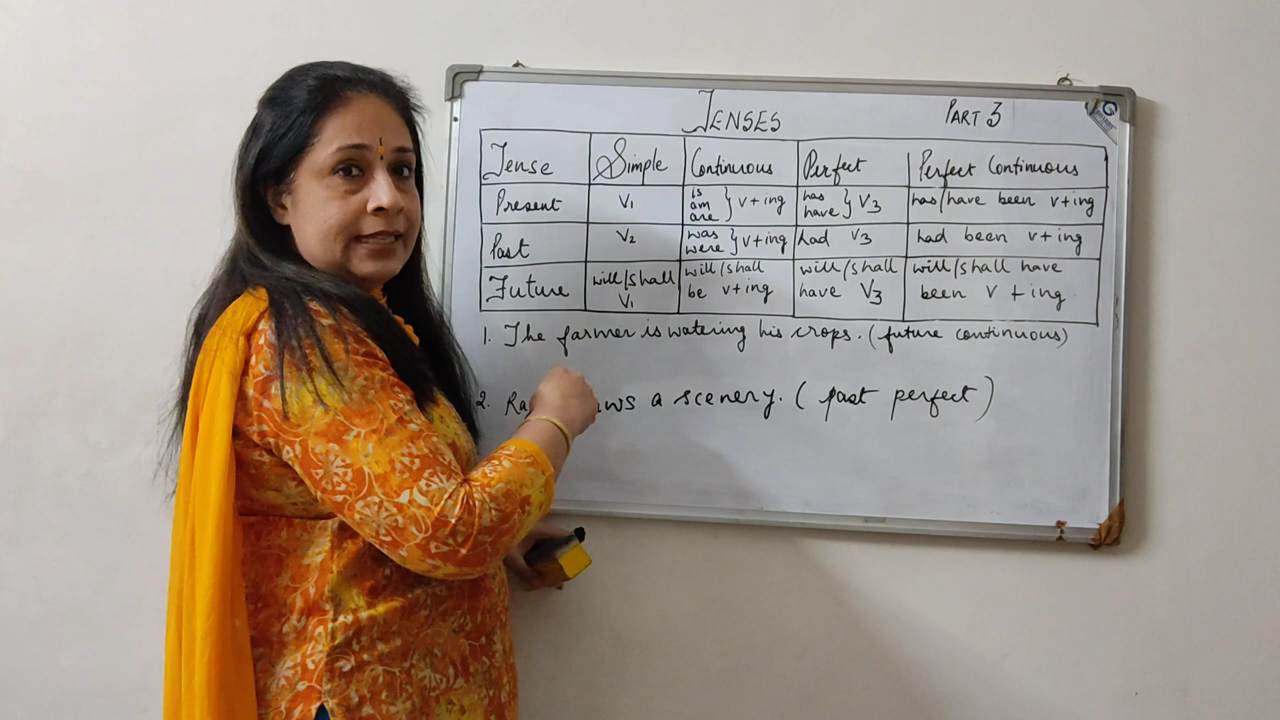 TENSES PART 3
Tense Simple Continuous Perfect Perfect Continuous
Present V1 is am are } v+ing has have } V3 has/have been v+ing
Past V2 was were } v+ing had V3 had been v+ing
Future will/shall V1 will/shall be v+ing will/shall have V3 will/shall have been v+ing
1. The farmer is watering his crops. (future continuous)
2. a scenery. (past perfect)